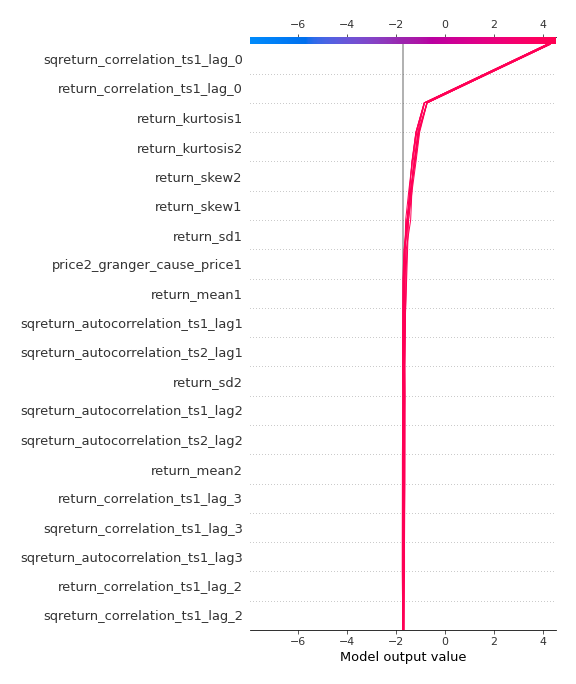 −6 −4 −2 0 2 4
sqreturn_correlation_ts1_lag_0
return_correlation_ts1_lag_0
return_kurtosis1
return_kurtosis2
return_skew2
return_skew1
return_sd1
price2_granger_cause_price1
return_mean1
sqreturn_autocorrelation_ts1_lag1
sqreturn_autocorrelation_ts2_lag1
return_sd2
sqreturn_autocorrelation_ts1_lag2
sqreturn_autocorrelation_ts2_lag2
return_mean2
return_correlation_ts1_lag_3
sqreturn_correlation_ts1_lag_3
sqreturn_autocorrelation_ts1_lag3
return_correlation_ts1_lag_2
sqreturn_correlation_ts1_lag_2
−6 −4 −2 0 2 4
Model output value